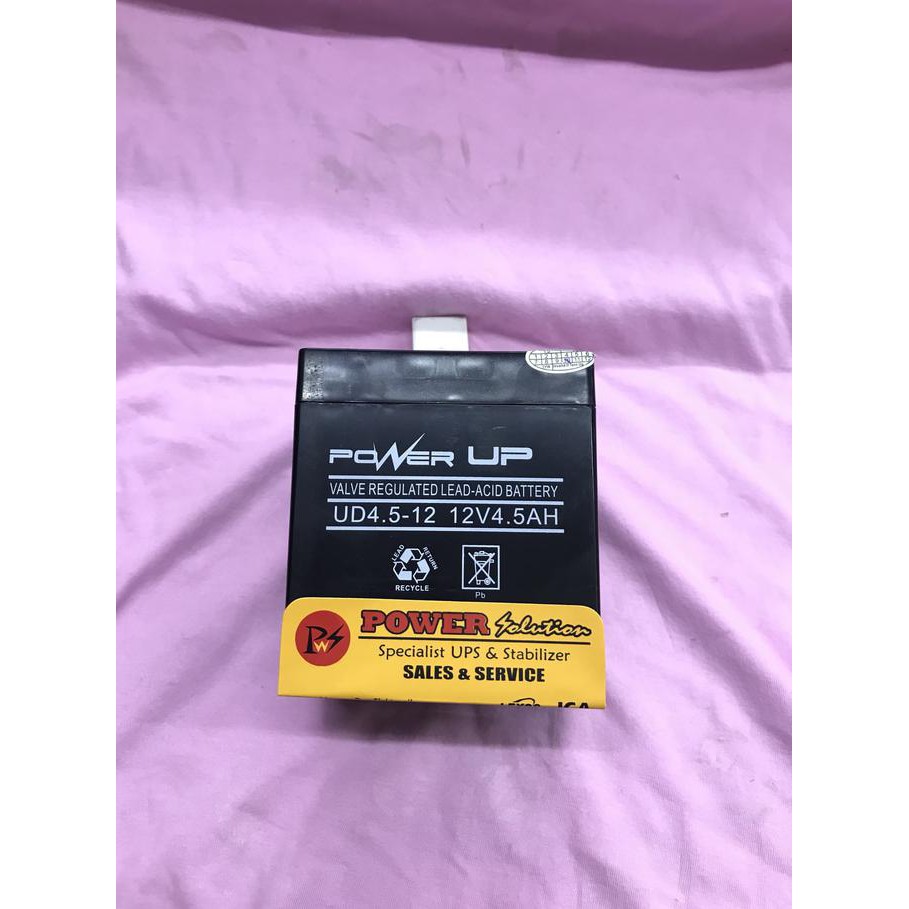 POWER UP
VALVE REGULATED LEAD-ACID BATTERY
UD4.5-12 12V4.5AH
LEAD RETURN
RECYCLE
Pb
PWS
POWER Solution
Specialist UPS & Stabilizer
SALES & SERVICE